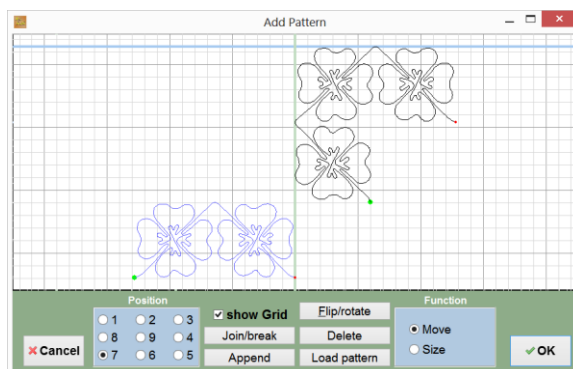 Add Pattern
Position
1 2 3
8 9 4
7 6 5
Cancel
show Grid
Join/break
Append
Flip/rotate
Delete
Load pattern
Function
Move
Size
OK